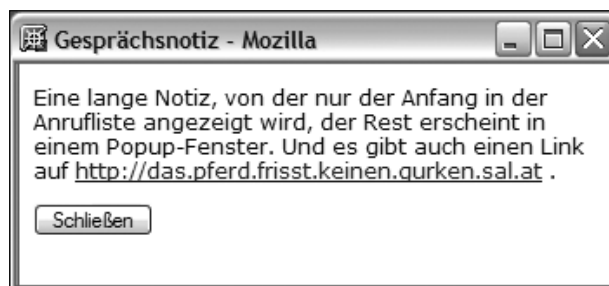 Gesprächsnotiz - Mozilla
Eine lange Notiz, von der nur der Anfang in der
Anrufliste angezeigt wird, der Rest erscheint in
einem Popup-Fenster. Und es gibt auch einen Link
auf http://das.pferd.frisst.keinen.gurken.sal.at .
Schließen